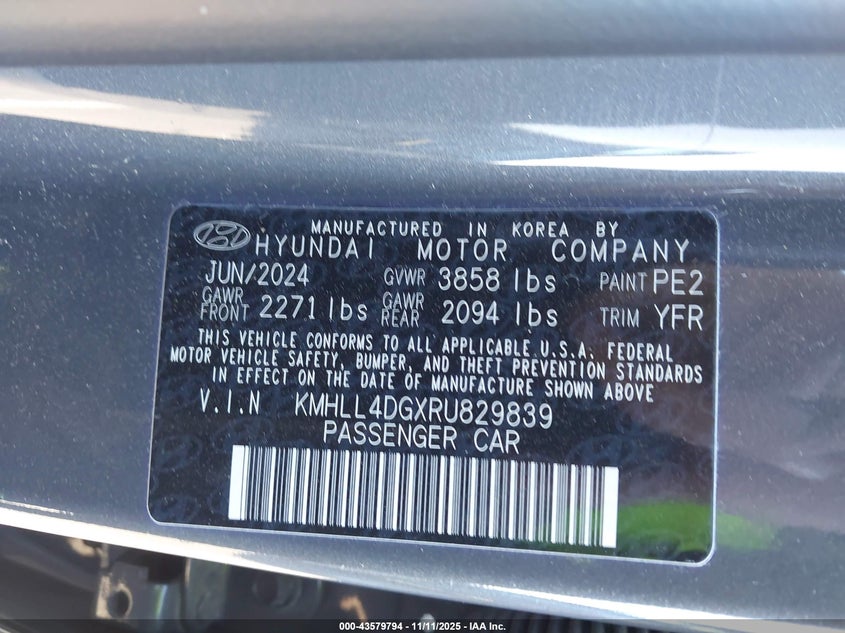 MANUFACTURED IN KOREA BY
HYUNDAI MOTOR COMPANY
JUN/2024 GVWR 3858 lbs PAINT PE2
GAWR FRONT 2271 lbs GAWR REAR 2094 lbs TRIM YFR
THIS VEHICLE CONFORMS TO ALL APPLICABLE U.S.A. FEDERAL
MOTOR VEHICLE SAFETY, BUMPER, AND THEFT PREVENTION STANDARDS
IN EFFECT ON THE DATE OF MANUFACTURE SHOWN ABOVE
V.I.N KMHLL4DGXRU829839
PASSENGER CAR
000-43579794 - 11/11/2025 - IAA Inc.